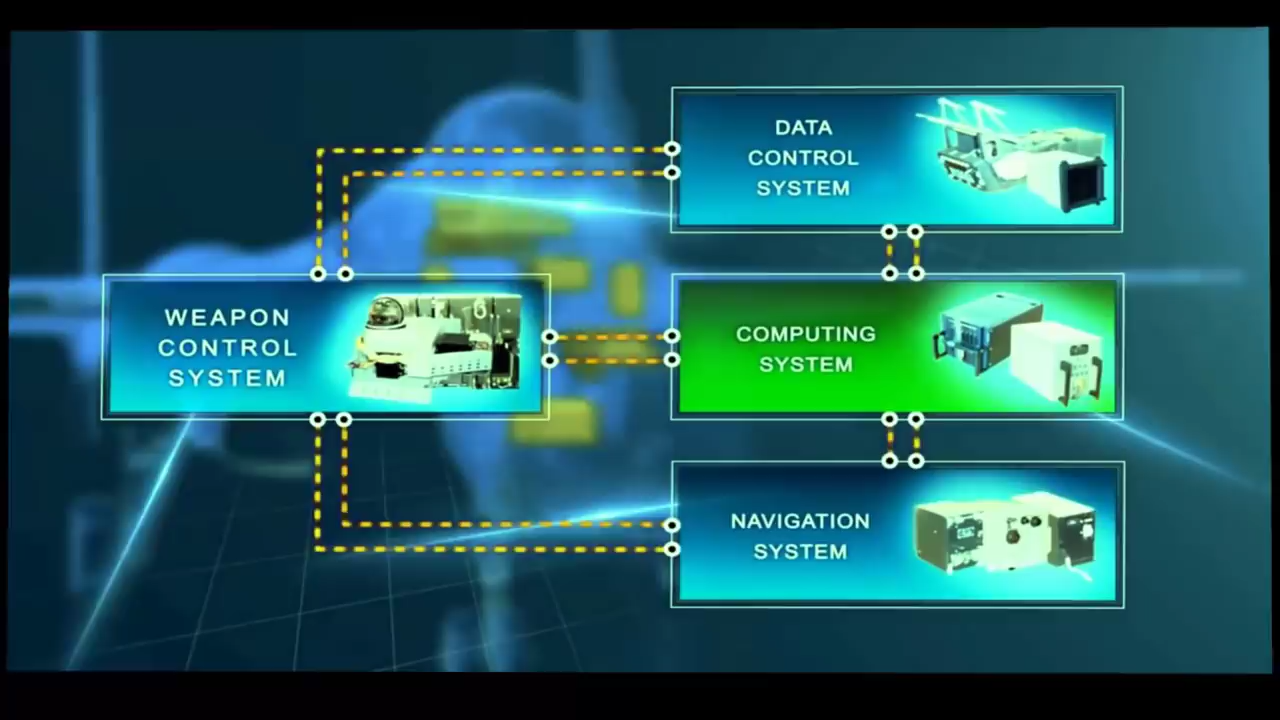 DATA
CONTROL
SYSTEM
WEAPON
CONTROL
SYSTEM
COMPUTING
SYSTEM
NAVIGATION
SYSTEM